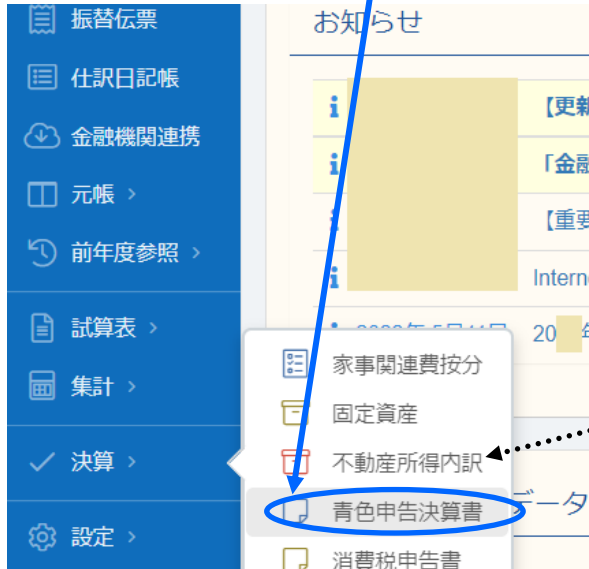 振替伝票
仕訳日記帳
金融機関連携
元帳
前年度参照
試算表
集計
決算
設定
お知らせ
【更新
「金融
【重要
Intern
20 年
家事関連費按分
固定資産
不動産所得内訳
青色申告決算書
消費税申告書
データ